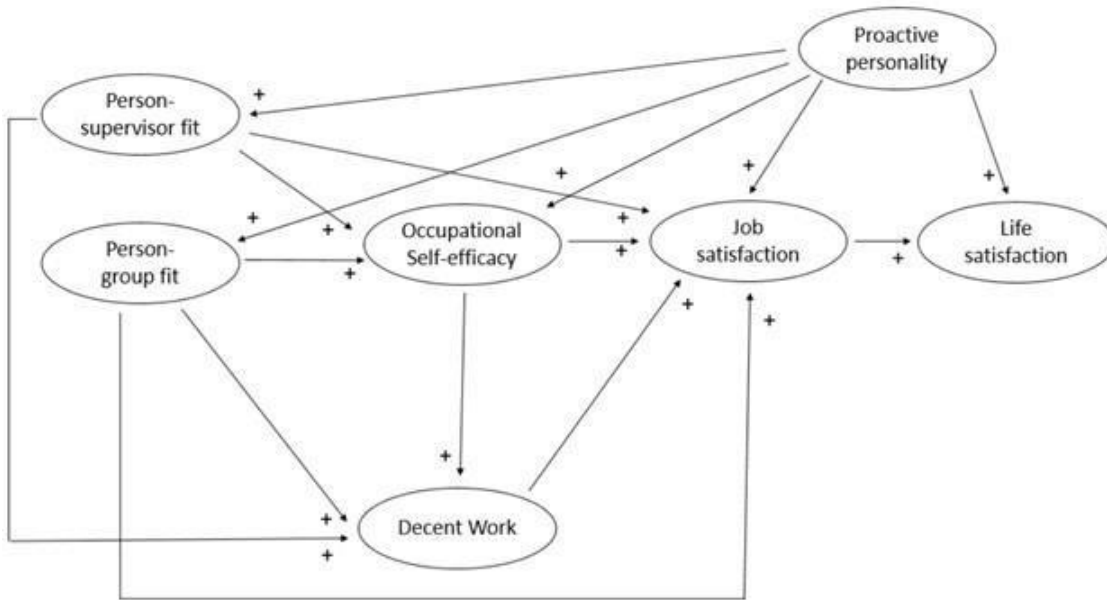 Proactive
personality
+
Person-
supervisor fit
+
+
+
+
+
+
+
Person-
group fit
+
Occupational
Self-efficacy
+
Job
satisfaction
+
Life
satisfaction
+
+
+
+
+
Decent Work